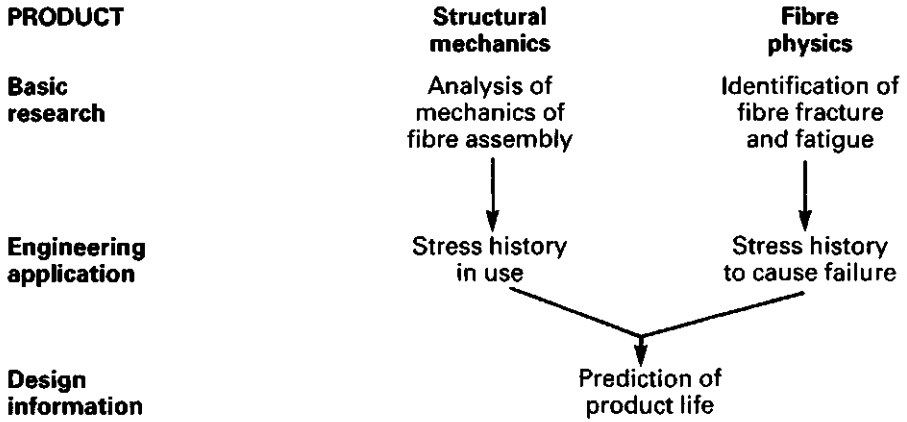 PRODUCT
Structural
mechanics
Fibre
physics
Basic
research
Analysis of
mechanics of
fibre assembly
Identification of
fibre fracture
and fatigue
Engineering
application
Stress history
in use
Stress history
to cause failure
Design
information
Prediction of
product life